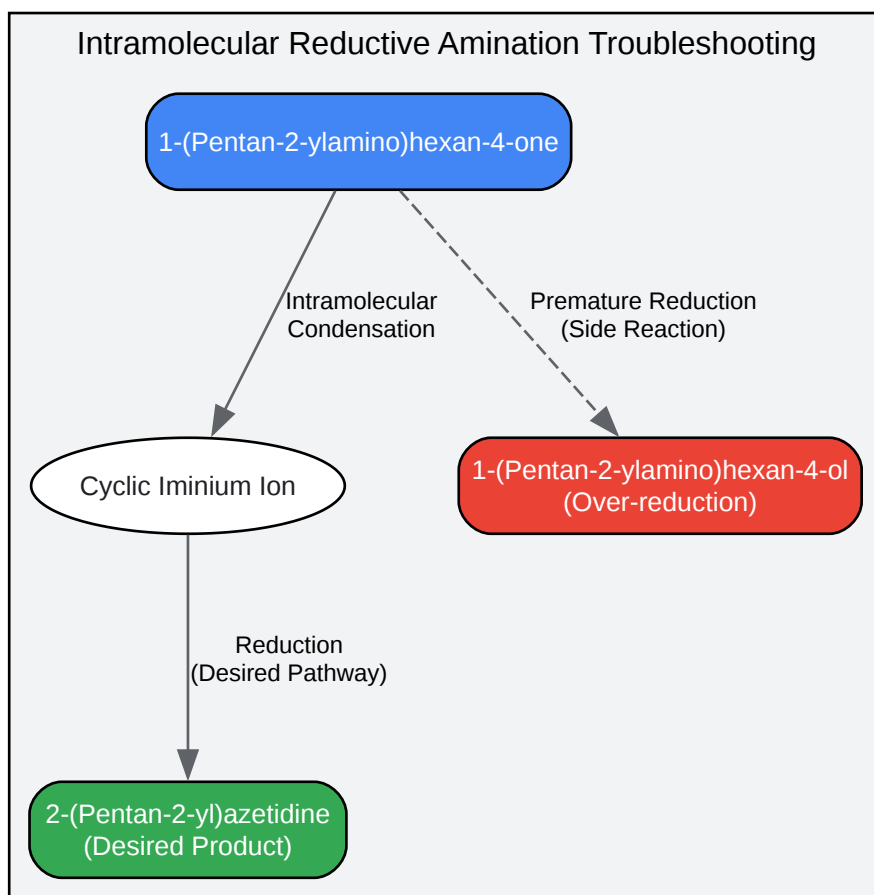 Intramolecular Reductive Amination Troubleshooting
1-(Pentan-2-ylamino)hexan-4-one
Intramolecular
Condensation
Premature Reduction
(Side Reaction)
Cyclic Iminium Ion
1-(Pentan-2-ylamino)hexan-4-ol
(Over-reduction)
Reduction
(Desired Pathway)
2-(Pentan-2-yl)azetidine
(Desired Product)